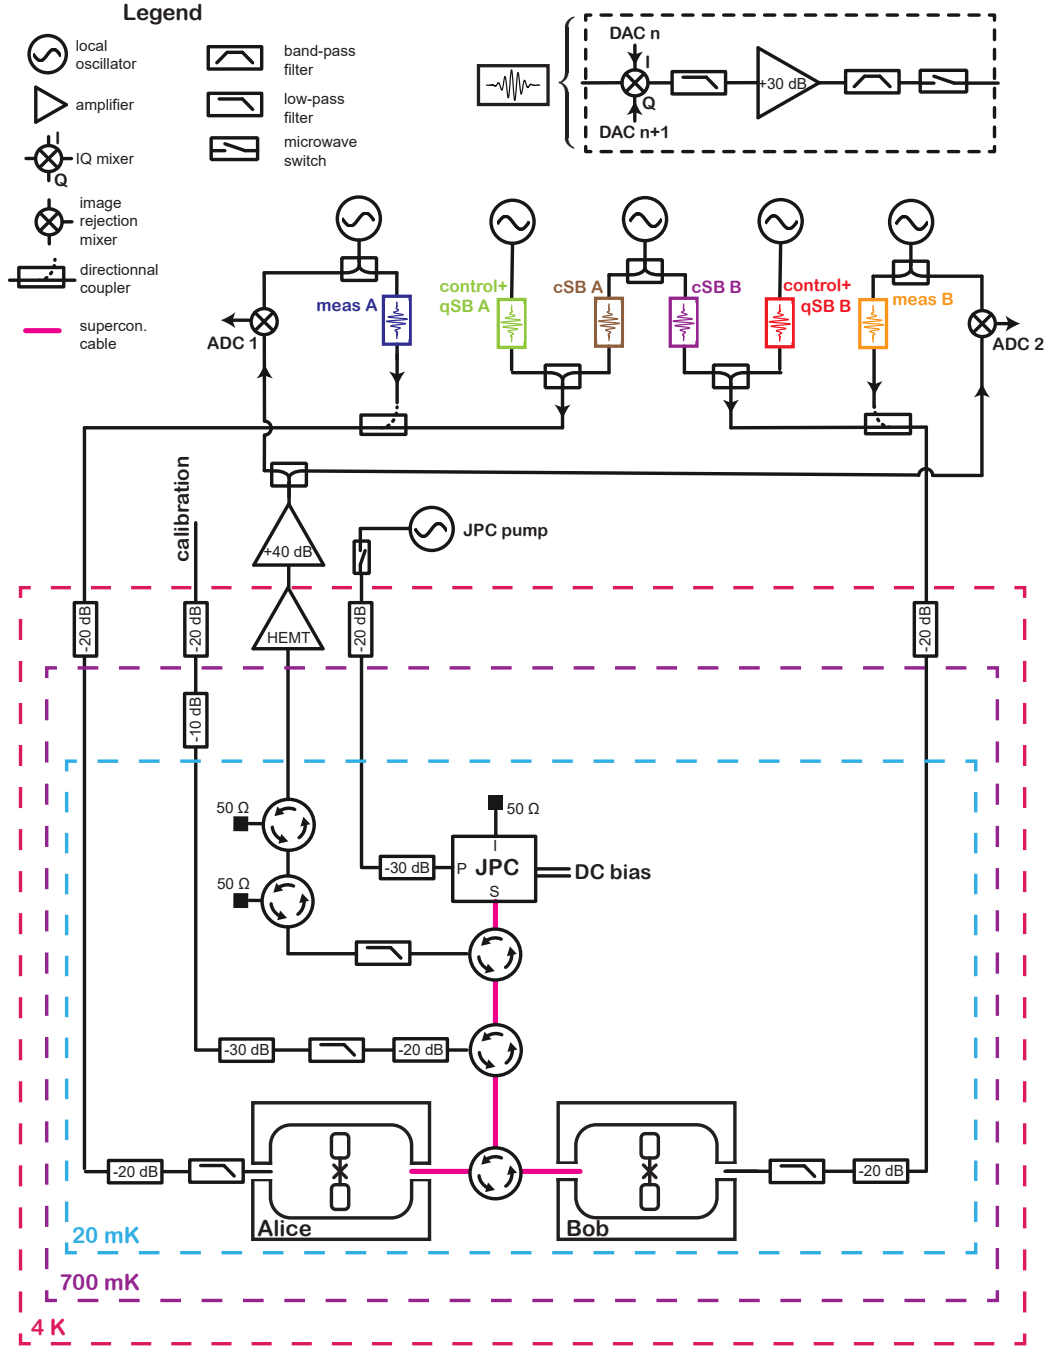 Legend
local
oscillator
amplifier
I
IQ mixer
Q
image
rejection
mixer
directionnal
coupler
supercon.
cable
band-pass
filter
low-pass
filter
microwave
switch
DAC n
I
Q
DAC n+1
+30 dB
meas A
control+
qSB A
cSB A
cSB B
control+
qSB B
meas B
ADC 1
ADC 2
calibration
+40 dB
JPC pump
HEMT
-20 dB
-20 dB
-20 dB
-20 dB
-10 dB
50 Ω
50 Ω
50 Ω
-30 dB
I
P
JPC
S
DC bias
-30 dB
-20 dB
-20 dB
-20 dB
Alice
Bob
20 mK
700 mK
4 K